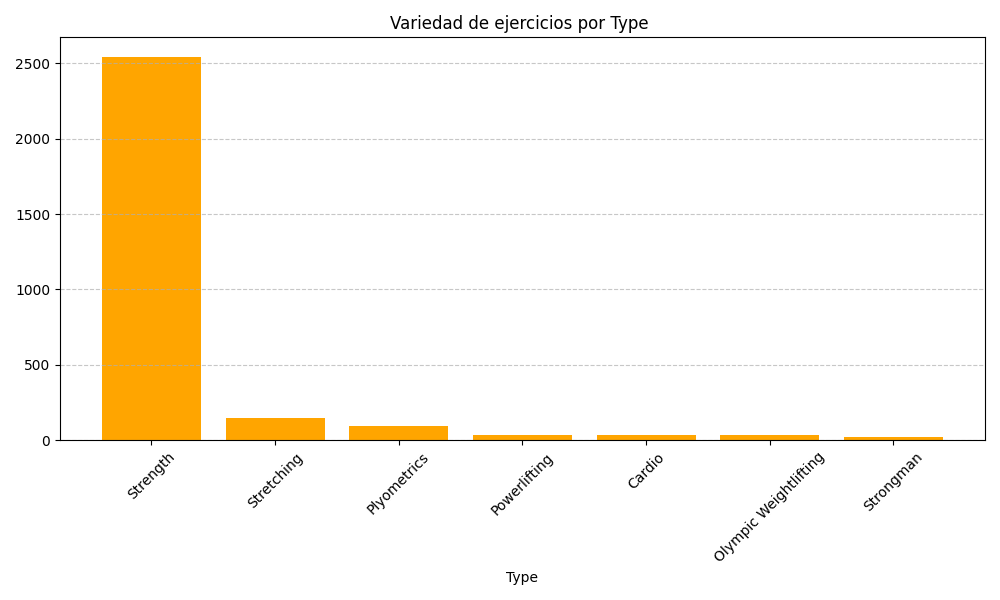 Variedad de ejercicios por Type
2500
2000
1500
1000
500
0
Strength
Stretching
Plyometrics
Powerlifting
Cardio
Olympic Weightlifting
Strongman
Type